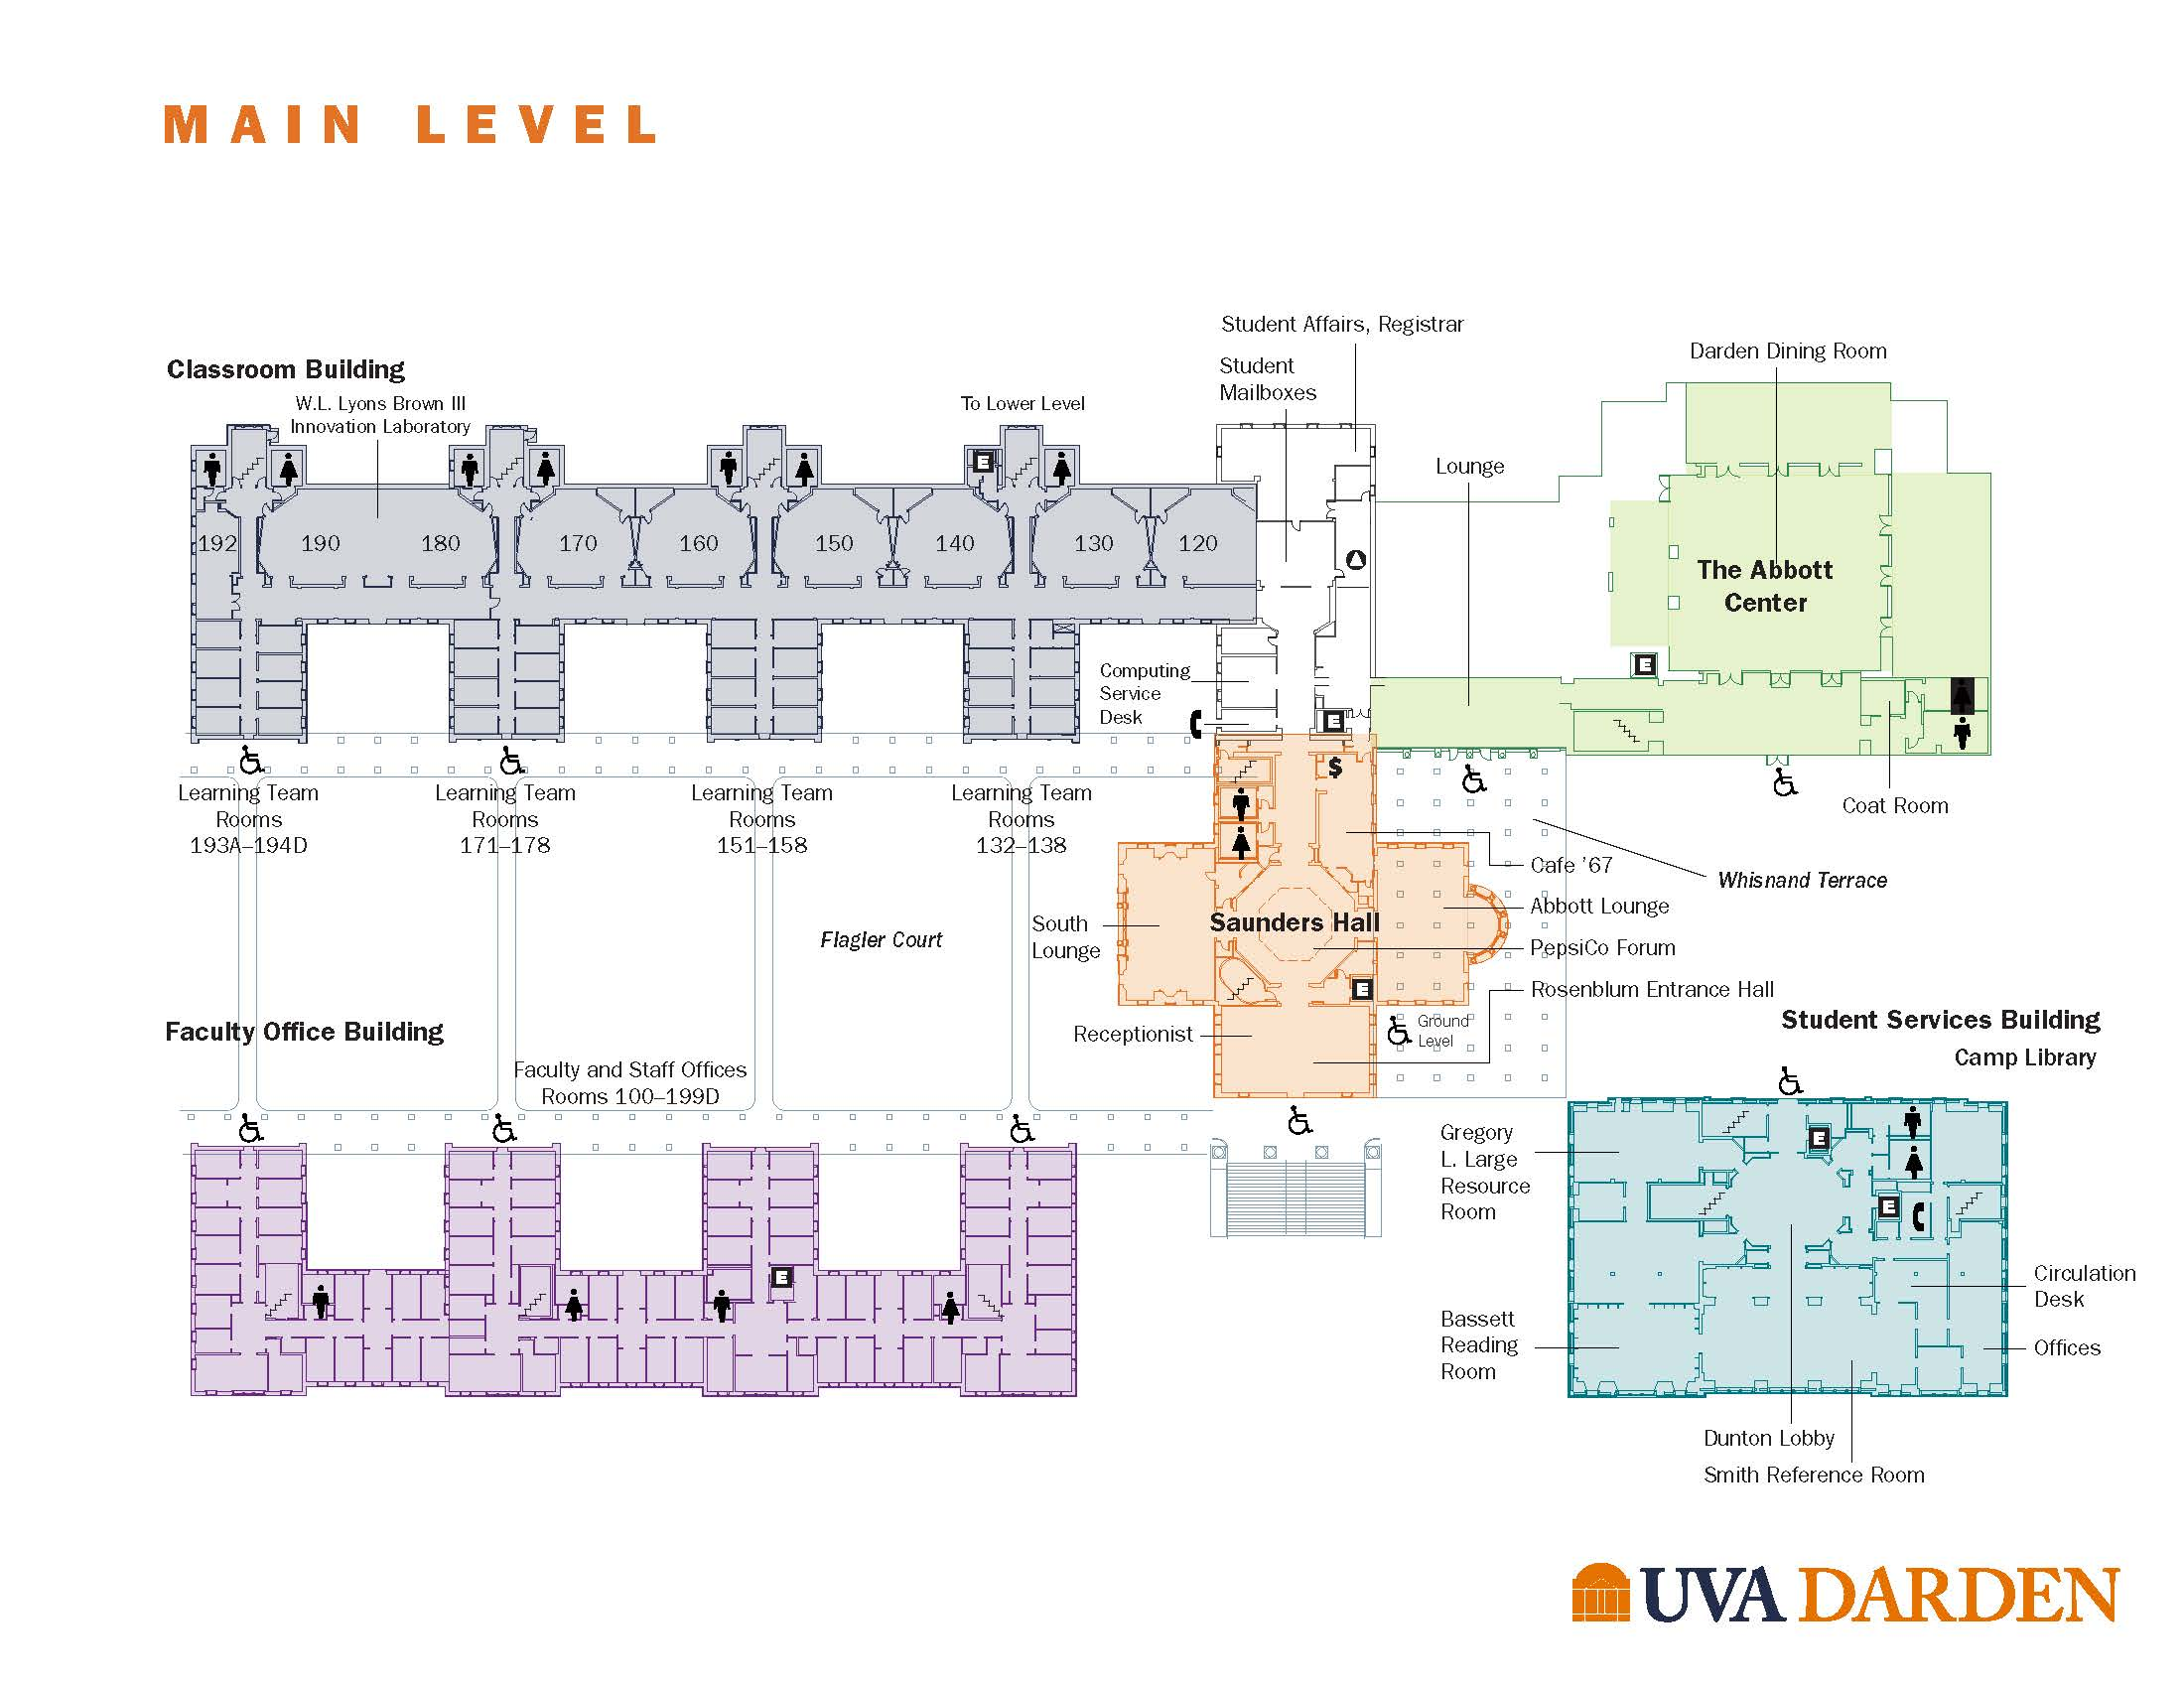 MAIN LEVEL
Student Affairs, Registrar
Student
Mailboxes
Darden Dining Room
Classroom Building
W.L. Lyons Brown III
Innovation Laboratory
To Lower Level
Lounge
E
192
190
180
170
160
150
140
130
120
The Abbott
Center
E
Computing
Service
Desk
E
$
Learning Team
Rooms
193A–194D
Learning Team
Rooms
171–178
Learning Team
Rooms
151–158
Learning Team
Rooms
132–138
Coat Room
Cafe ’67
Whisnand Terrace
Abbott Lounge
South
Lounge
Saunders Hall
Flagler Court
PepsiCo Forum
E
Rosenblum Entrance Hall
Receptionist
Ground
Level
Faculty Office Building
Faculty and Staff Offices
Rooms 100–199D
E
Student Services Building
Camp Library
Gregory
L. Large
Resource
Room
E
E
Circulation
Desk
Bassett
Reading
Room
Offices
Dunton Lobby
Smith Reference Room
UVA DARDEN